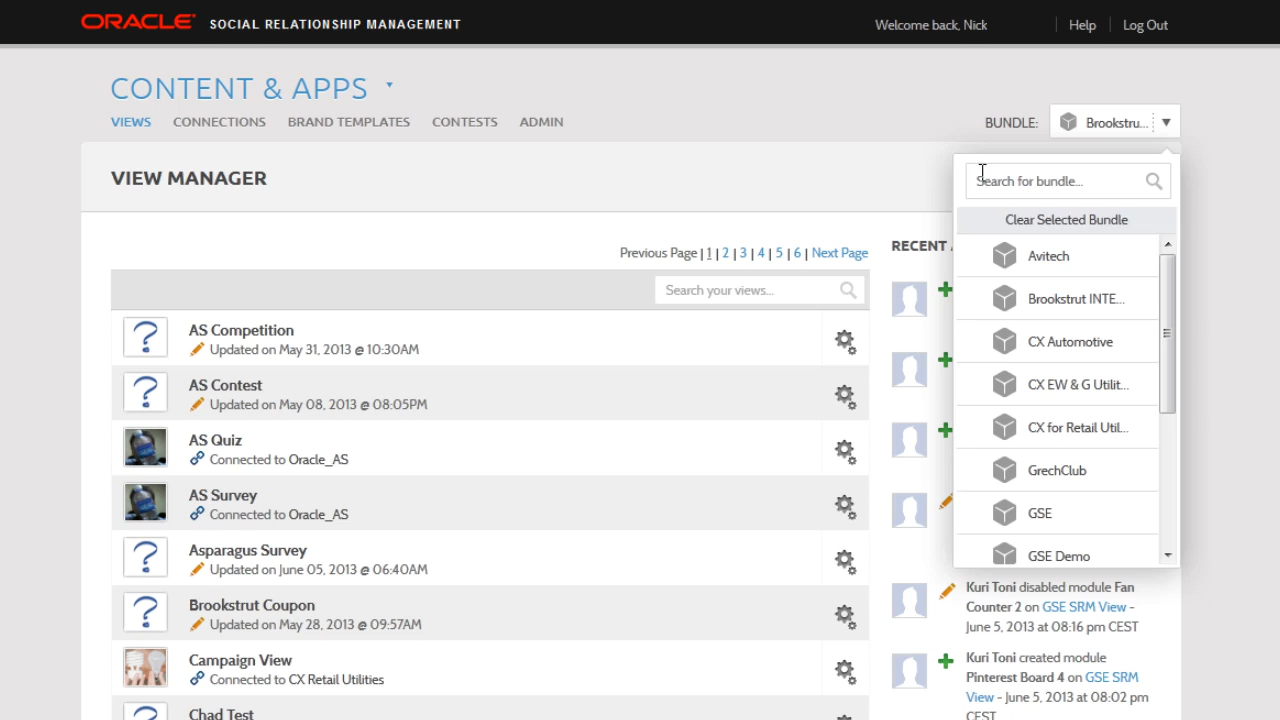 ORACLE SOCIAL RELATIONSHIP MANAGEMENT
Welcome back, Nick
Help
Log Out
CONTENT & APPS
VIEWS
CONNECTIONS
BRAND TEMPLATES
CONTESTS
ADMIN
BUNDLE:
Brookstru...
VIEW MANAGER
Search for bundle...
Clear Selected Bundle
Avitech
Brookstrut INTE...
CX Automotive
CX EW & G Utilit...
CX for Retail Util...
GrechClub
GSE
GSE Demo
Previous Page | 1 | 2 | 3 | 4 | 5 | 6 | Next Page
Search your views...
AS Competition
Updated on May 31, 2013 @ 10:30AM
AS Contest
Updated on May 08, 2013 @ 08:05PM
AS Quiz
Connected to Oracle_AS
AS Survey
Connected to Oracle_AS
Asparagus Survey
Updated on June 05, 2013 @ 06:40AM
Brookstrut Coupon
Updated on May 28, 2013 @ 09:57AM
Campaign View
Connected to CX Retail Utilities
Chad Test
RECENT
Kuri Toni disabled module Fan
Counter 2 on GSE SRM View -
June 5, 2013 at 08:16 pm CEST
Kuri Toni created module
Pinterest Board 4 on GSE SRM
View - June 5, 2013 at 08:02 pm
CEST